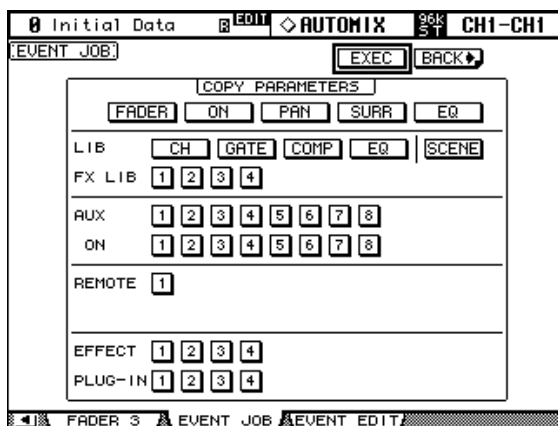 0 Initial Data R EDIT ◇AUTOMIX 96K ST CH1-CH1
EVENT JOB
EXEC BACK
COPY PARAMETERS
FADER ON PAN SURR EQ
LIB CH GATE COMP EQ SCENE
FX LIB 1 2 3 4
AUX 1 2 3 4 5 6 7 8
ON 1 2 3 4 5 6 7 8
REMOTE 1
EFFECT 1 2 3 4
PLUG-IN 1 2 3 4
FADER 3 EVENT JOB EVENT EDIT